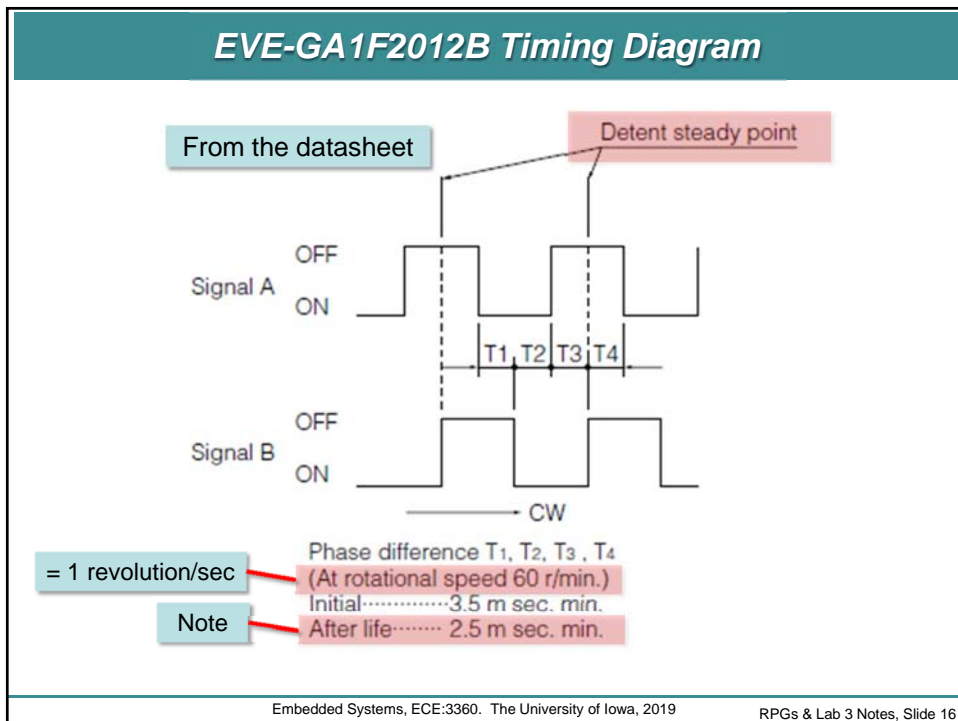 EVE-GA1F2012B Timing Diagram
From the datasheet
Detent steady point
OFF
Signal A
ON
T1 T2 T3 T4
OFF
Signal B
ON
CW
Phase difference T1, T2, T3 , T4
= 1 revolution/sec
(At rotational speed 60 r/min.)
Initial··············3.5 m sec. min.
Note
After life········ 2.5 m sec. min.
Embedded Systems, ECE:3360. The University of Iowa, 2019
RPGs & Lab 3 Notes, Slide 16